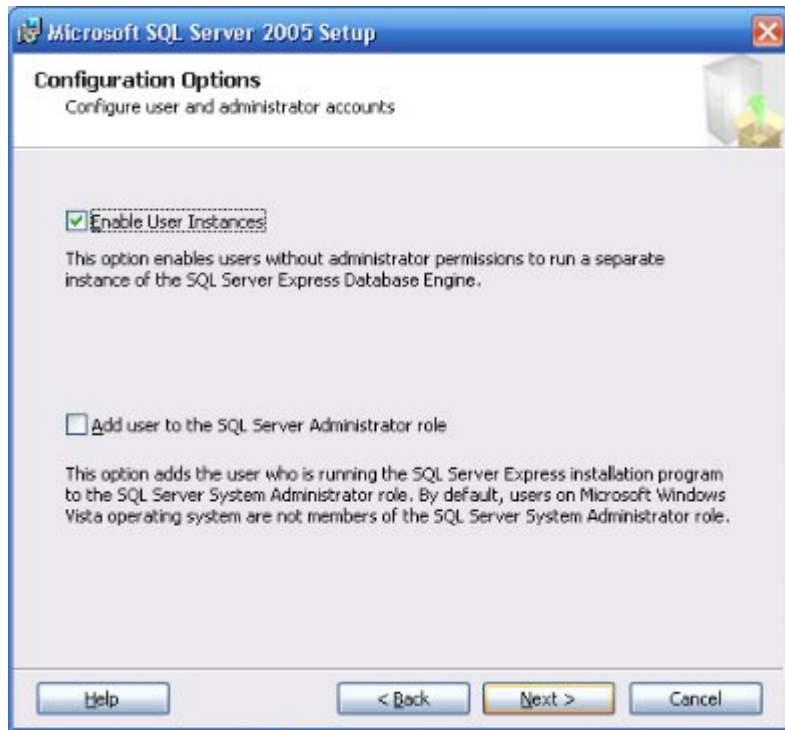 Microsoft SQL Server 2005 Setup
Configuration Options
Configure user and administrator accounts
Enable User Instances
This option enables users without administrator permissions to run a separate
instance of the SQL Server Express Database Engine.
Add user to the SQL Server Administrator role
This option adds the user who is running the SQL Server Express installation program
to the SQL Server System Administrator role. By default, users on Microsoft Windows
Vista operating system are not members of the SQL Server System Administrator role.
Help
< Back
Next >
Cancel